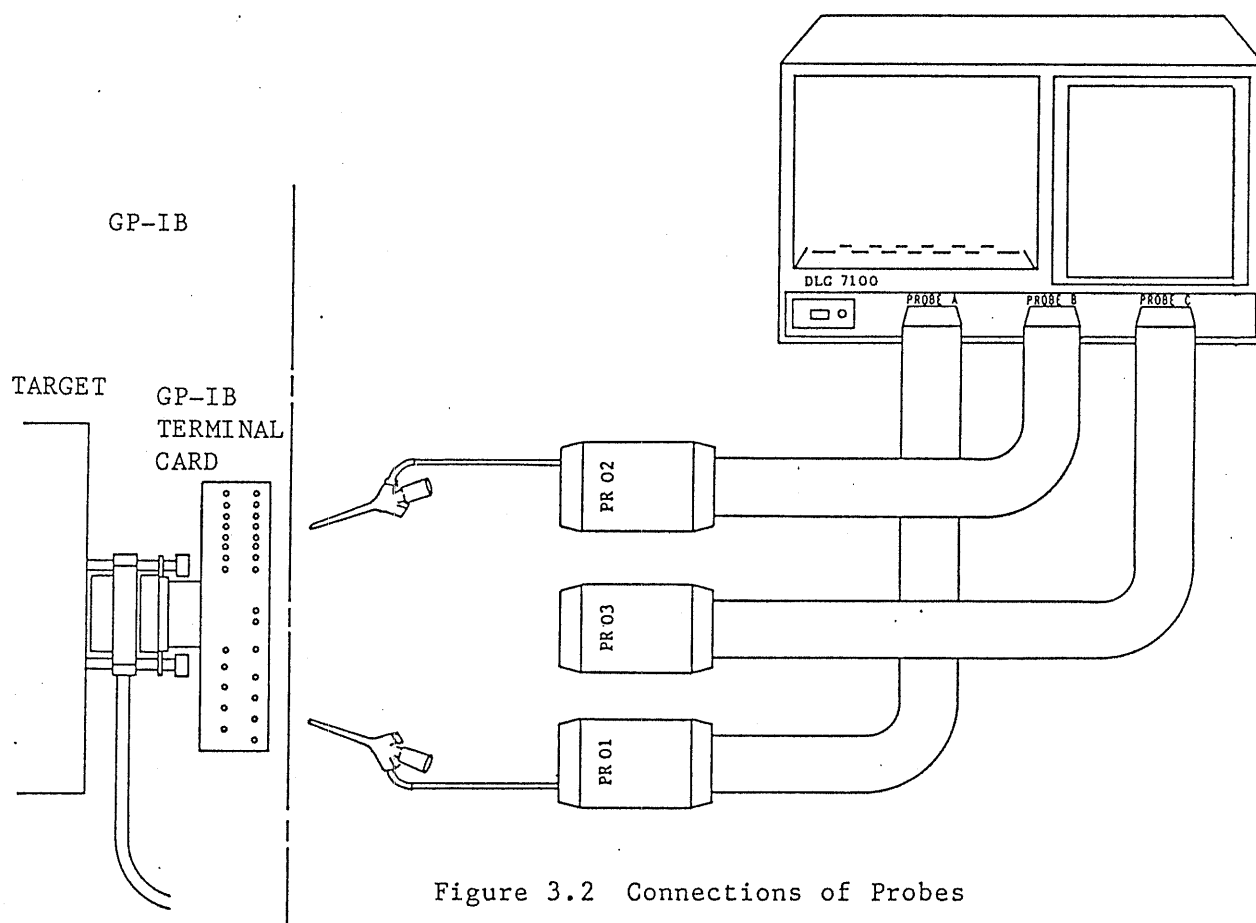 GP-IB
DLG 7100
PROBE A
PROBE B
PROBE C
TARGET
GP-IB
TERMINAL
CARD
PR 02
PR 03
PR 01
Figure 3.2 Connections of Probes